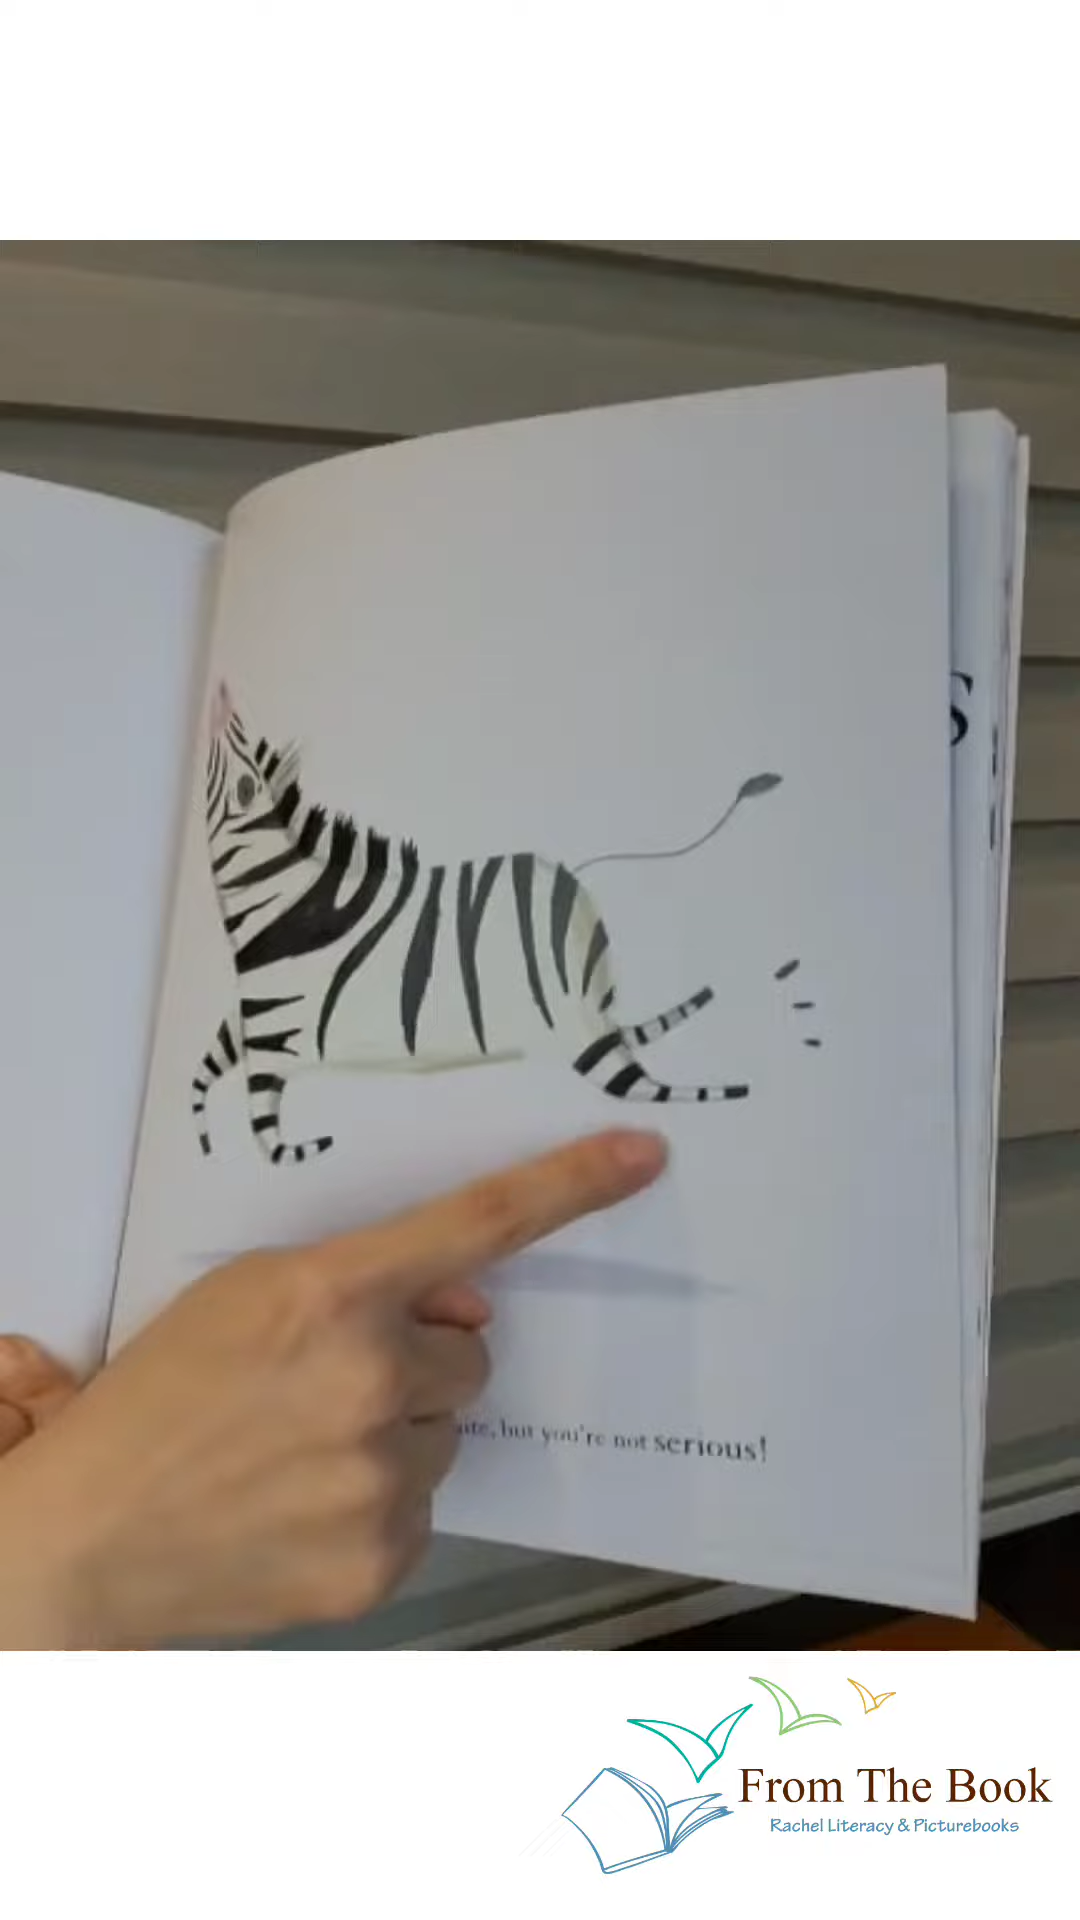 S
but you're not serious!
From The Book
Rachel Literacy & Picturebooks